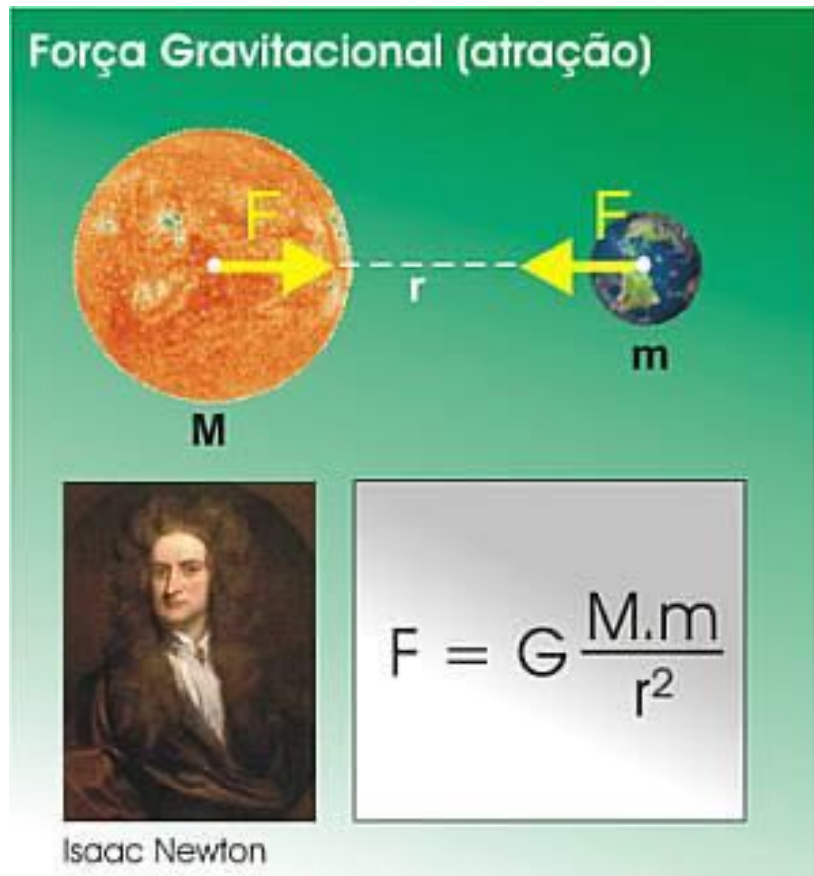 Força Gravitacional (atração)
F
F
r
m
M
F = G M.m / r²
Isaac Newton